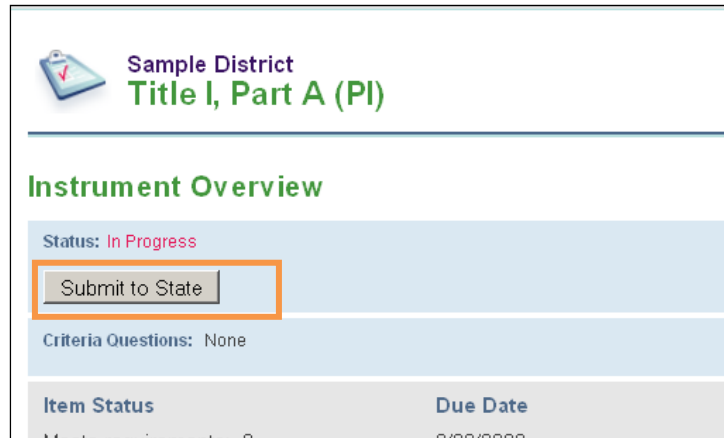 Sample District
Title I, Part A (PI)
Instrument Overview
Status: In Progress
Submit to State
Criteria Questions: None
Item Status Due Date